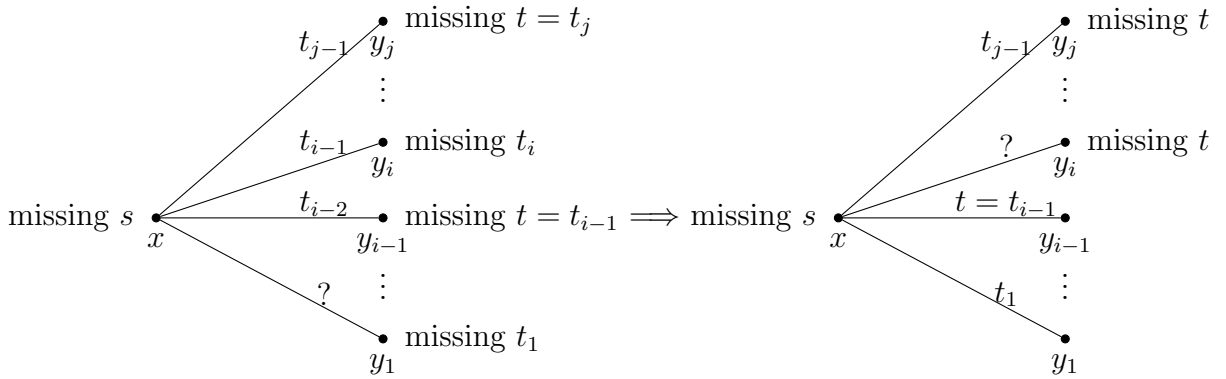 missing t = t_j
t_{j−1}
y_j
⋮
t_{i−1}
missing t_i
y_i
missing s
t_{i−2}
missing t = t_{i−1}
x
y_{i−1}
⋮
?
missing t_1
y_1
⟹
missing t
t_{j−1}
y_j
⋮
?
missing t
y_i
missing s
t = t_{i−1}
x
y_{i−1}
⋮
t_1
y_1